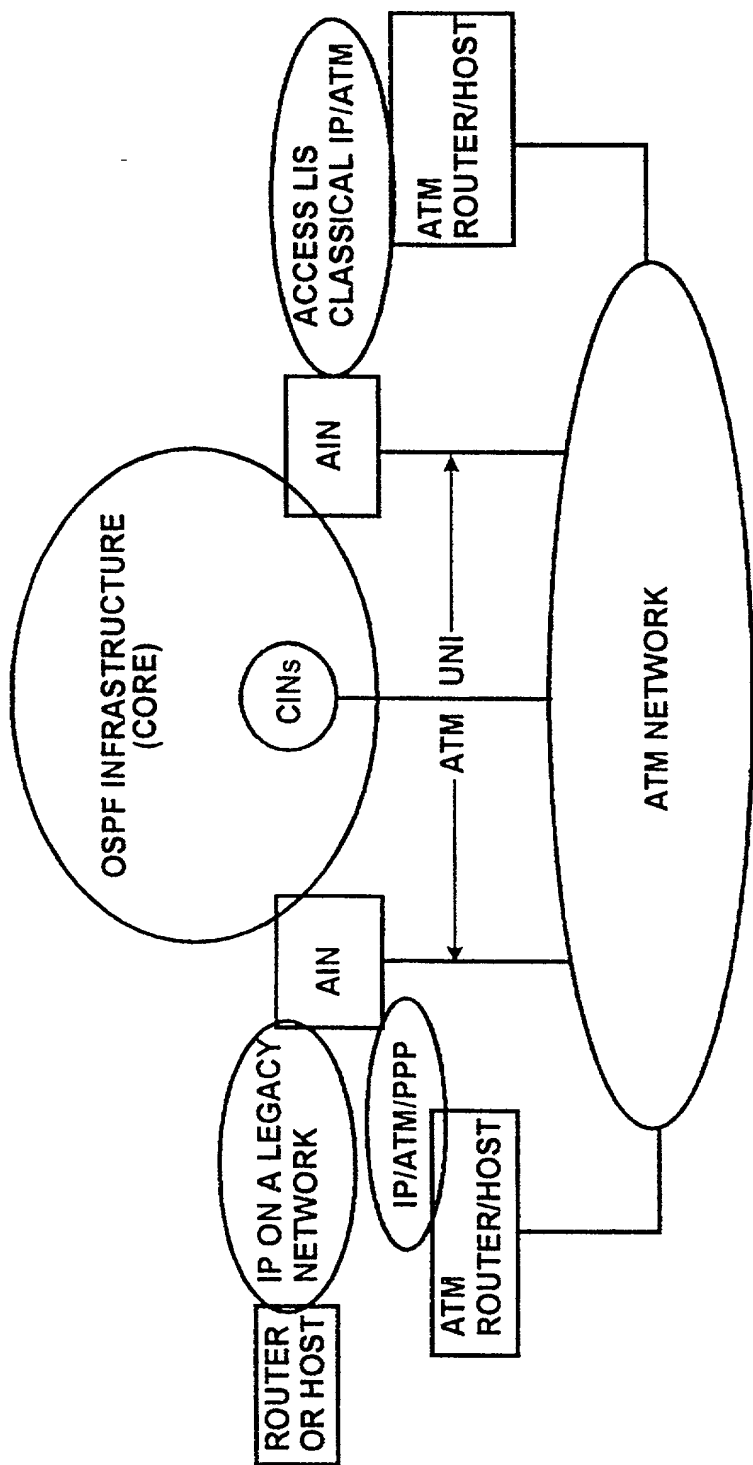 OSPF INFRASTRUCTURE
(CORE)
CINs
AIN
AIN
IP ON A LEGACY
NETWORK
ROUTER
OR HOST
IP/ATM/PPP
ATM
ROUTER/HOST
ACCESS LIS
CLASSICAL IP/ATM
ATM
ROUTER/HOST
ATM UNI
ATM NETWORK